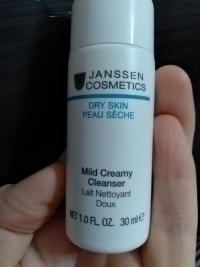 JANSSEN
COSMETICS
DRY SKIN
PEAU SÈCHE
Mild Creamy
Cleanser
Lait Nettoyant
Doux
NET 1.0 FL. OZ. 30 ml e